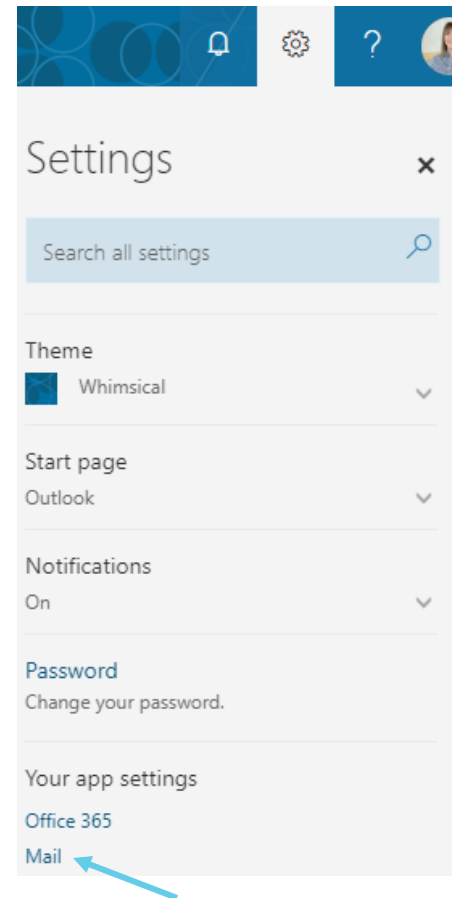 ?
Settings
Search all settings
Theme
Whimsical
Start page
Outlook
Notifications
On
Password
Change your password.
Your app settings
Office 365
Mail